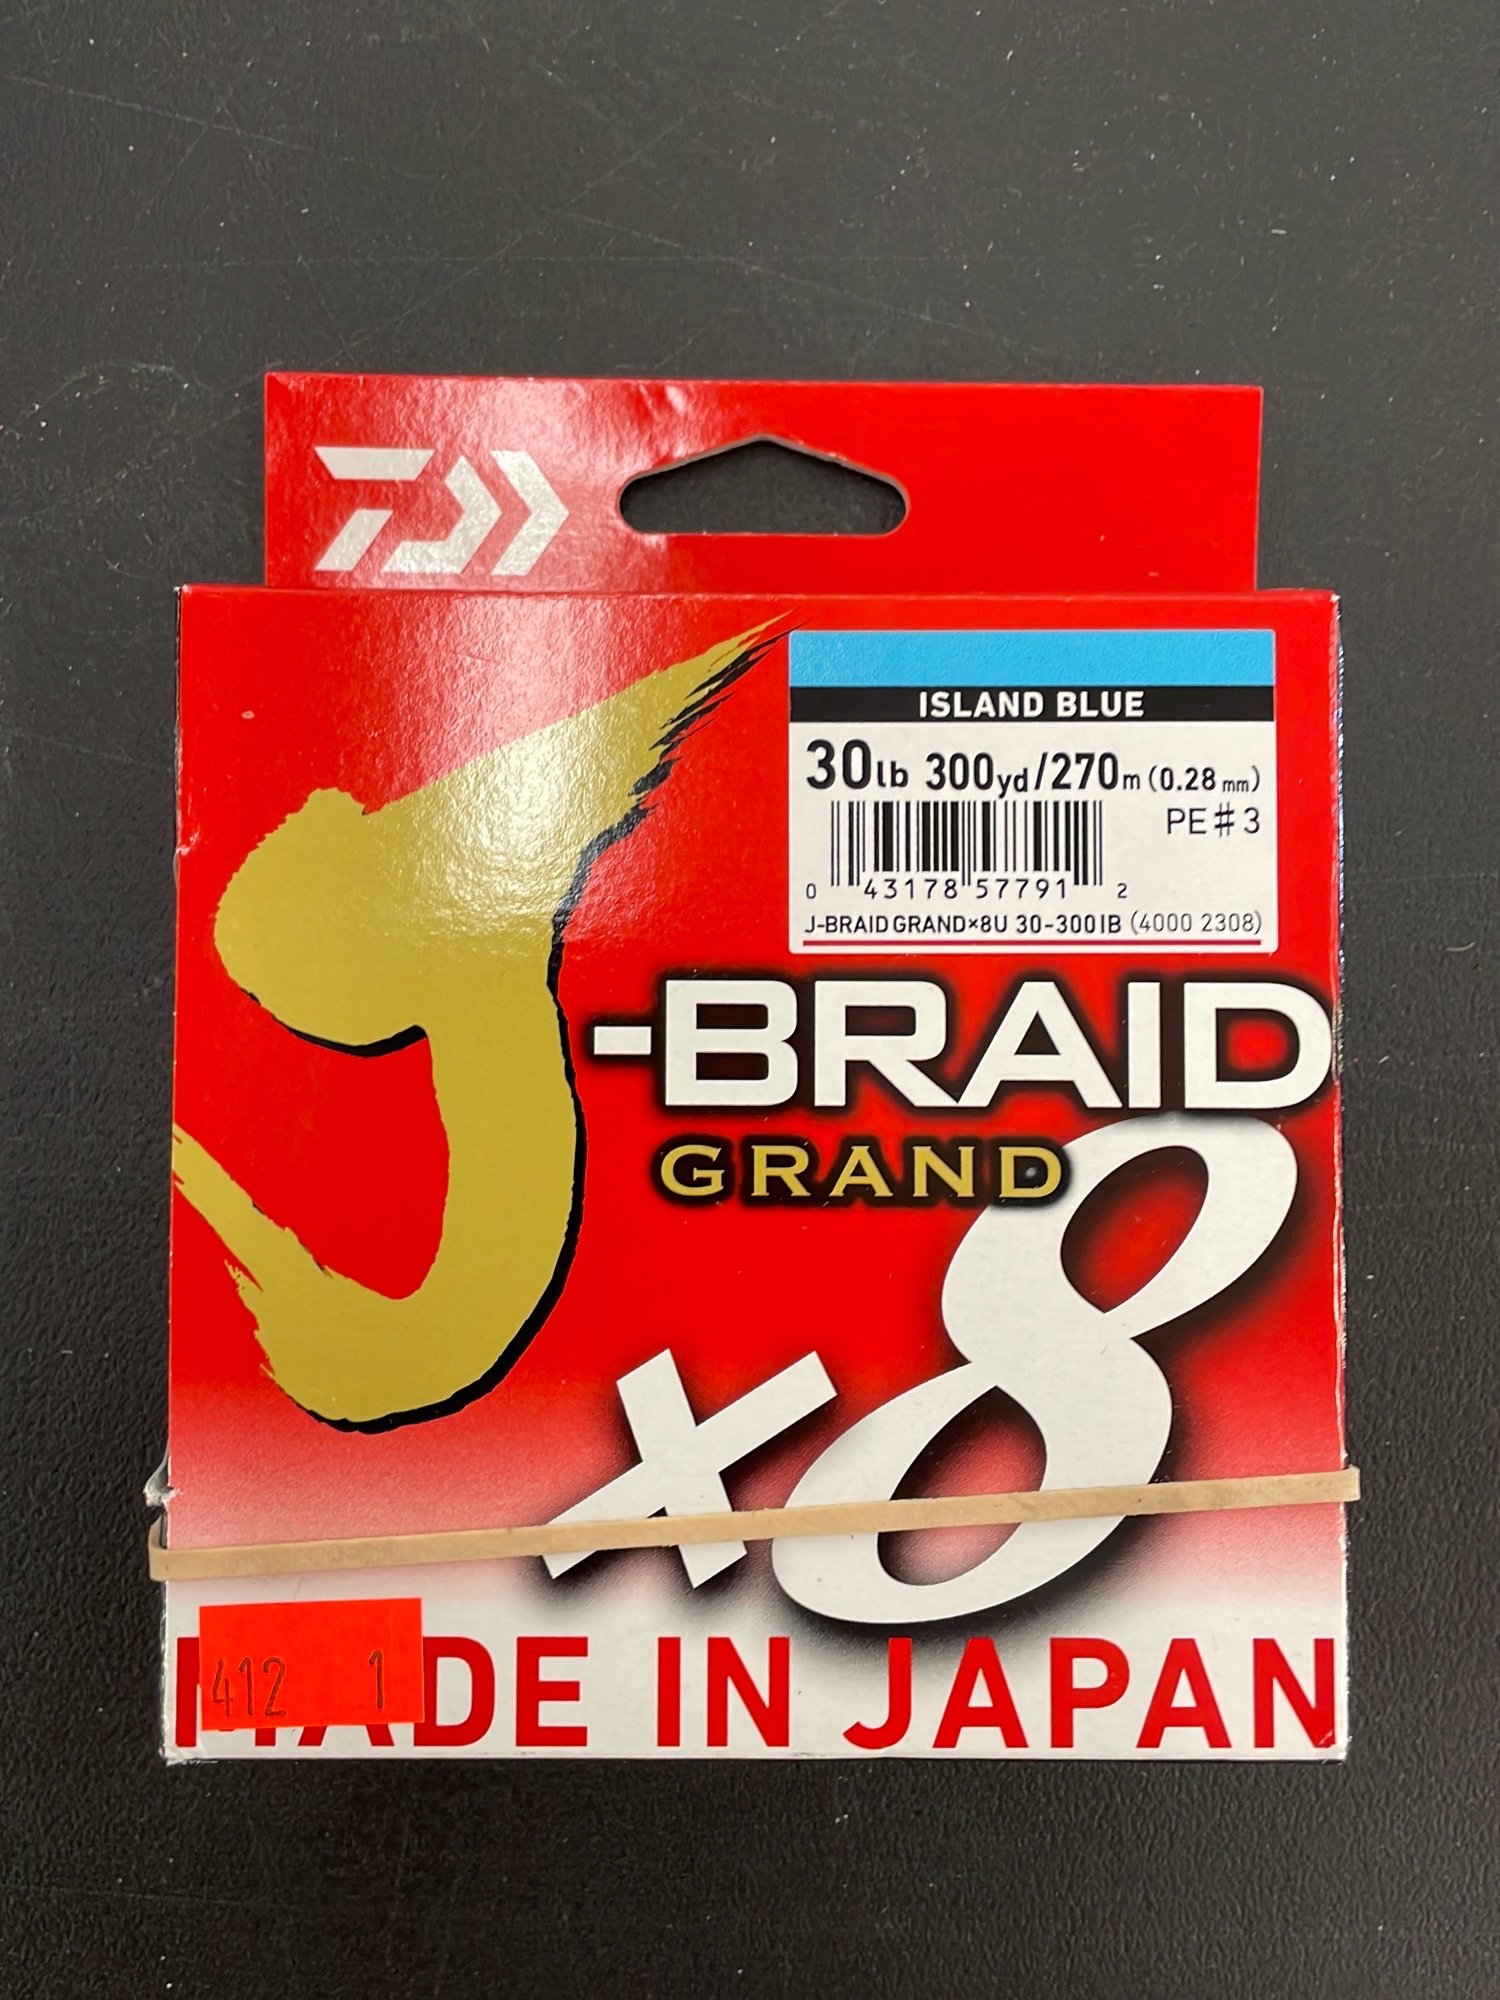 ISLAND BLUE
30lb 300yd/270m (0.28mm)
PE#3
0 43178 57791 2
J-BRAID GRAND×8U 30-300IB (4000 2308)
J-BRAID
GRAND
×8
MADE IN JAPAN
412 1